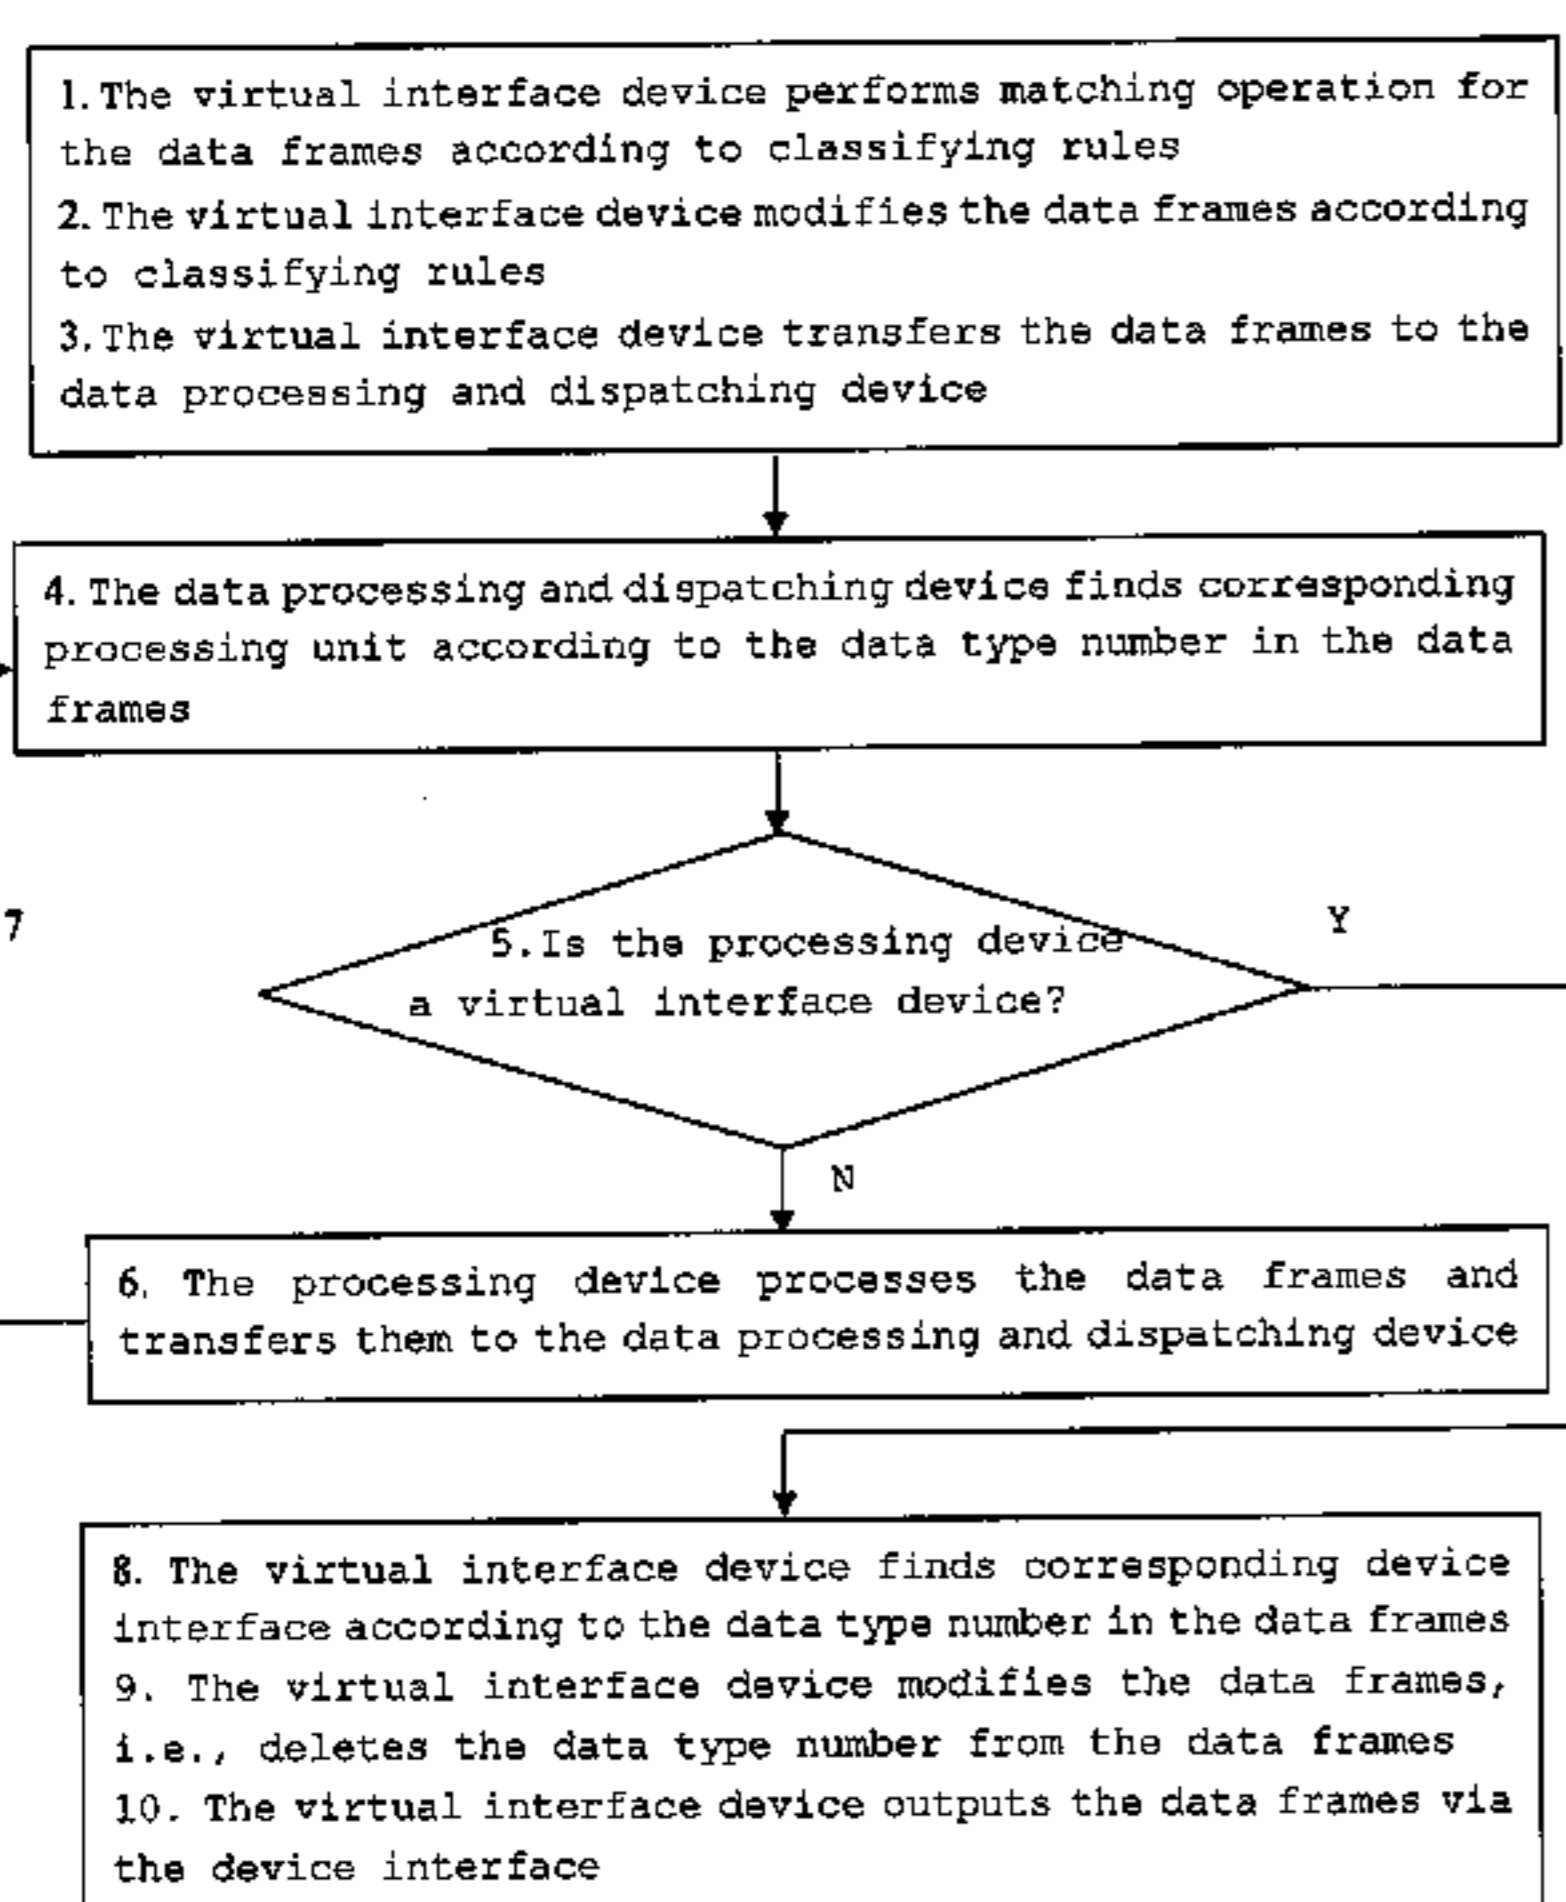 1. The virtual interface device performs matching operation for
the data frames according to classifying rules
2. The virtual interface device modifies the data frames according
to classifying rules
3. The virtual interface device transfers the data frames to the
data processing and dispatching device
4. The data processing and dispatching device finds corresponding
processing unit according to the data type number in the data
frames
7
Y
5. Is the processing device
a virtual interface device?
N
6. The processing device processes the data frames and
transfers them to the data processing and dispatching device
8. The virtual interface device finds corresponding device
interface according to the data type number in the data frames
9. The virtual interface device modifies the data frames,
i.e., deletes the data type number from the data frames
10. The virtual interface device outputs the data frames via
the device interface